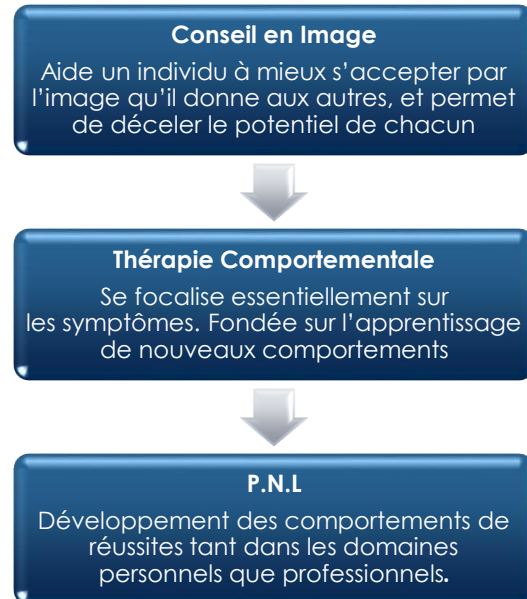 Conseil en Image
Aide un individu à mieux s’accepter par
l’image qu’il donne aux autres, et permet
de déceler le potentiel de chacun
Thérapie Comportementale
Se focalise essentiellement sur
les symptômes. Fondée sur l’apprentissage
de nouveaux comportements
P.N.L
Développement des comportements de
réussites tant dans les domaines
personnels que professionnels.